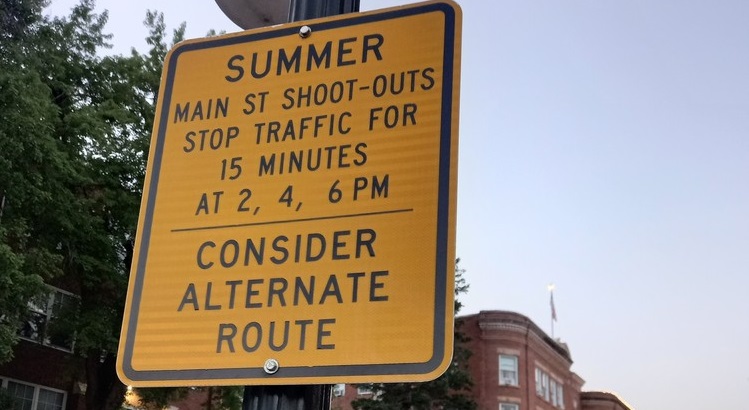 SUMMER
MAIN ST SHOOT-OUTS
STOP TRAFFIC FOR
15 MINUTES
AT 2, 4, 6 PM
CONSIDER
ALTERNATE
ROUTE